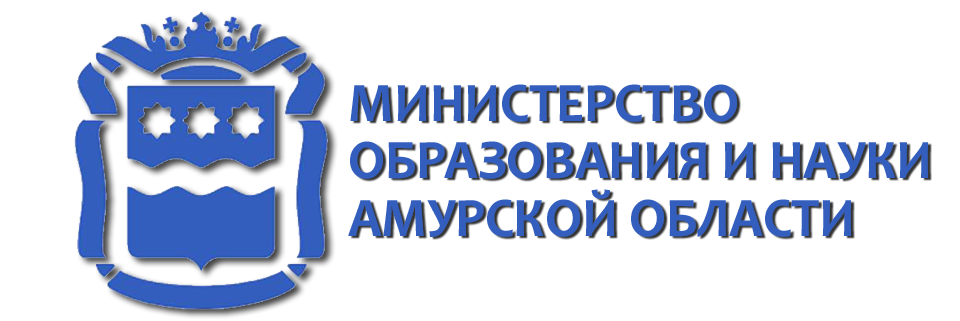 МИНИСТЕРСТВО
ОБРАЗОВАНИЯ И НАУКИ
АМУРСКОЙ ОБЛАСТИ